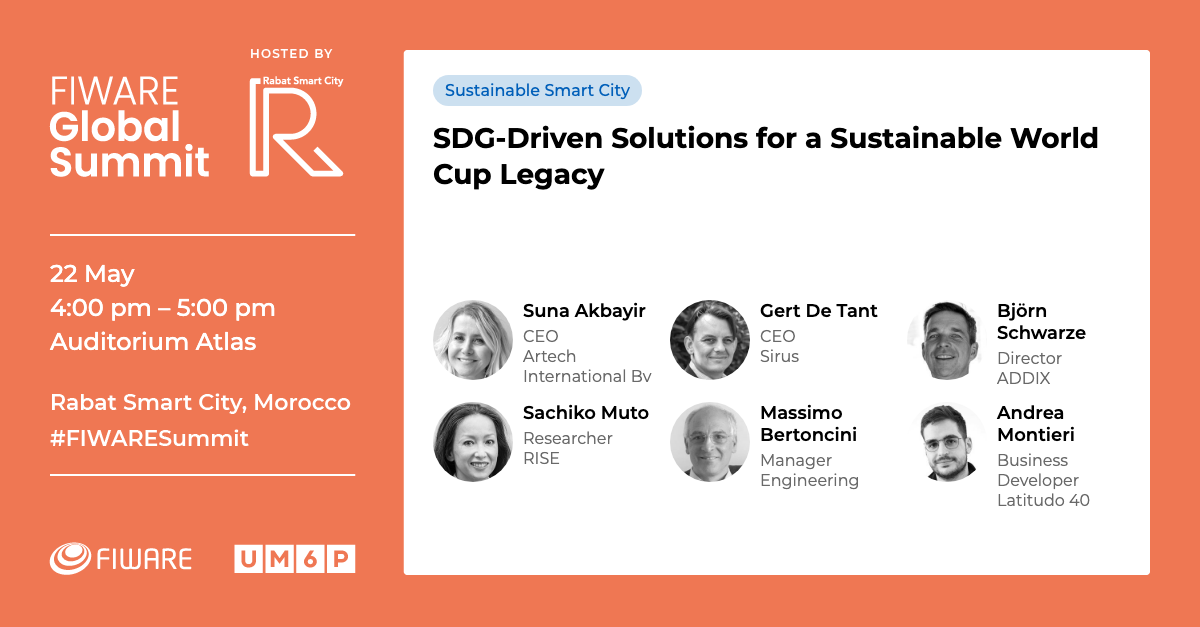 HOSTED BY
Rabat Smart City
R
FIWARE
Global
Summit
22 May
4:00 pm – 5:00 pm
Auditorium Atlas
Rabat Smart City, Morocco
#FIWARESummit
FIWARE
UM6P
Sustainable Smart City
SDG-Driven Solutions for a Sustainable World
Cup Legacy
Suna Akbayir
CEO
Artech
International Bv
Gert De Tant
CEO
Sirus
Björn
Schwarze
Director
ADDIX
Sachiko Muto
Researcher
RISE
Massimo
Bertoncini
Manager
Engineering
Andrea
Montieri
Business
Developer
Latitudo 40